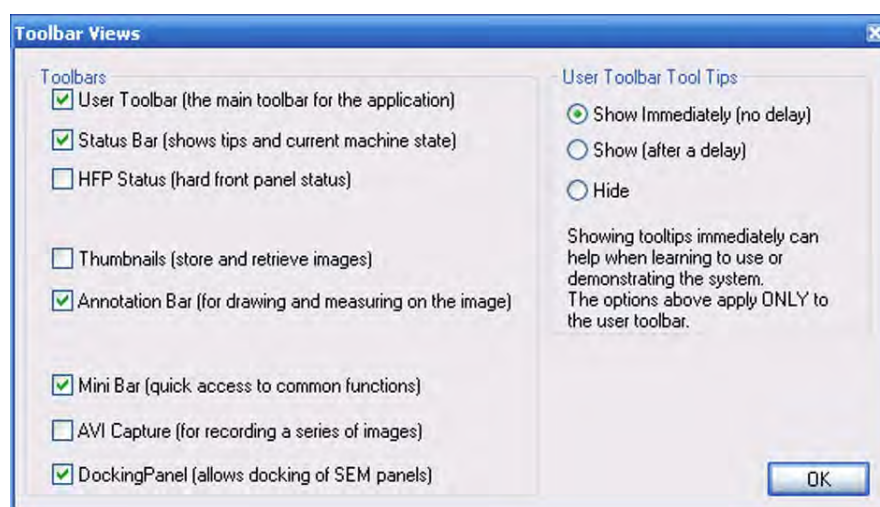 Toolbar Views
Toolbars
User Toolbar (the main toolbar for the application)
Status Bar (shows tips and current machine state)
HFP Status (hard front panel status)
Thumbnails (store and retrieve images)
Annotation Bar (for drawing and measuring on the image)
Mini Bar (quick access to common functions)
AVI Capture (for recording a series of images)
DockingPanel (allows docking of SEM panels)
User Toolbar Tool Tips
Show Immediately (no delay)
Show (after a delay)
Hide
Showing tooltips immediately can
help when learning to use or
demonstrating the system.
The options above apply ONLY to
the user toolbar.
OK